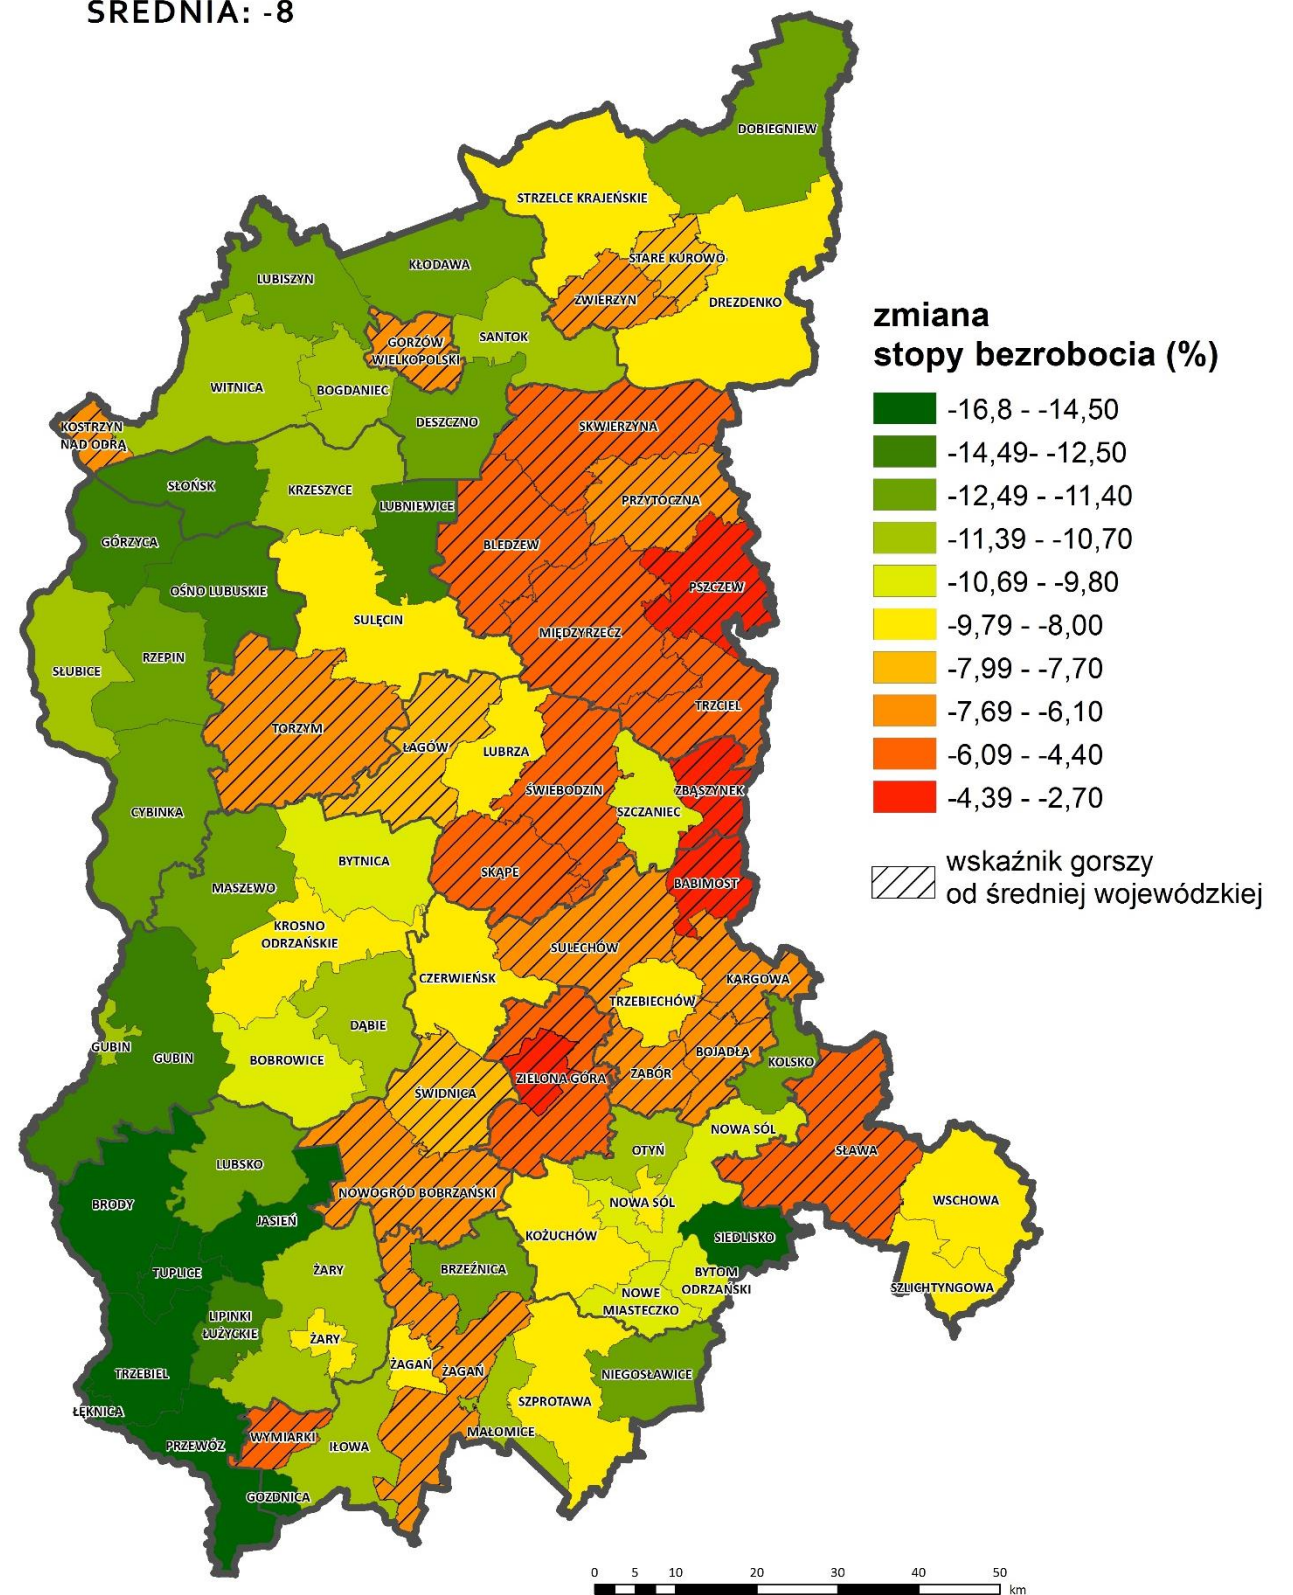 ŚREDNIA: -8
DOBIEGNIEW
STRZELCE KRAJEŃSKIE
STARE KUROWO
KŁODAWA
LUBISZYN
ZWIERZYN
DREZDENKO
SANTOK
GORZÓW
WIELKOPOLSKI
WITNICA
BOGDANIEC
DESZCZNO
SKWIERZYNA
KOSTRZYN
NAD ODRĄ
SŁOŃSK
KRZESZYCE
LUBNIEWICE
PRZYTOCZNA
GÓRZYCA
BLEDZEW
PSZCZEW
OŚNO LUBUSKIE
SULĘCIN
MIĘDZYRZECZ
RZEPIN
SŁUBICE
TRZCIEL
TORZYM
ŁAGÓW
LUBRZA
ŚWIEBODZIN
ZBĄSZYNEK
CYBINKA
SZCZANIEC
BYTNICA
SKĄPE
BABIMOST
MASZEWO
KROSNO
ODRZAŃSKIE
SULECHÓW
CZERWIEŃSK
KARGOWA
TRZEBIECHÓW
DĄBIE
GUBIN
GUBIN
BOBROWICE
BOJADŁA
KOLSKO
ZABÓR
ZIELONA GÓRA
ŚWIDNICA
NOWA SÓL
OTYŃ
SŁAWA
LUBSKO
NOWOGRÓD BOBRZAŃSKI
NOWA SÓL
WSCHOWA
BRODY
JASIEŃ
KOŻUCHÓW
SIEDLISKO
TUPLICE
ŻARY
BRZEŹNICA
BYTOM
ODRZAŃSKI
SZLICHTYNGOWA
NOWE
MIASTECZKO
LIPINKI
ŁUŻYCKIE
ŻARY
ŻAGAŃ
ŻAGAŃ
TRZEBIEL
NIEGOSŁAWICE
SZPROTAWA
ŁĘKNICA
MAŁOMICE
WYMIARKI
PRZEWÓZ
IŁOWA
GOZDNICA
zmiana
stopy bezrobocia (%)
-16,8 - -14,50
-14,49- -12,50
-12,49 - -11,40
-11,39 - -10,70
-10,69 - -9,80
-9,79 - -8,00
-7,99 - -7,70
-7,69 - -6,10
-6,09 - -4,40
-4,39 - -2,70
wskaźnik gorszy
od średniej wojewódzkiej
0 5 10 20 30 40 50
km